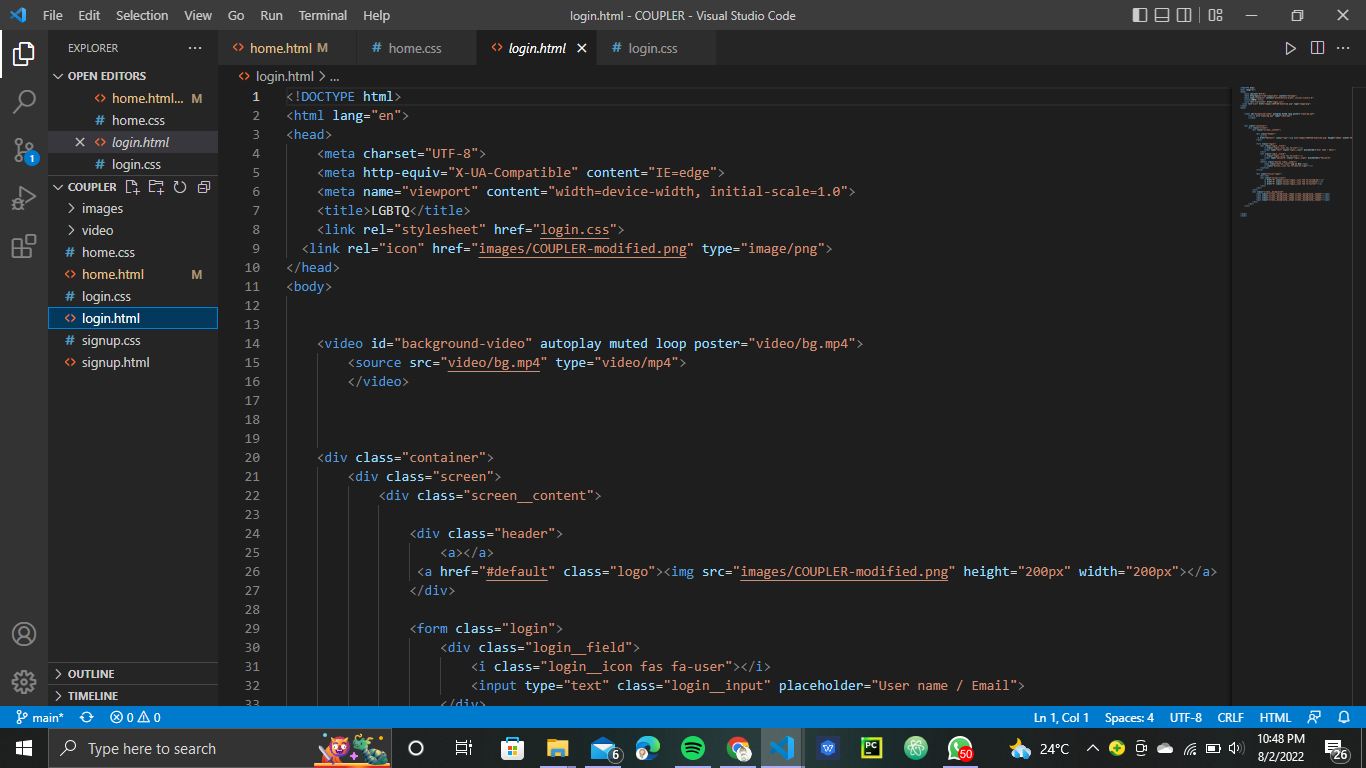 File Edit Selection View Go Run Terminal Help login.html - COUPLER - Visual Studio Code
EXPLORER
OPEN EDITORS
home.html... M
home.css
login.html
login.css
COUPLER
images
video
home.css
home.html M
login.css
login.html
signup.css
signup.html
OUTLINE
TIMELINE
home.html M home.css login.html login.css
login.html > ...
1 <!DOCTYPE html>
2 <html lang="en">
3 <head>
4 <meta charset="UTF-8">
5 <meta http-equiv="X-UA-Compatible" content="IE=edge">
6 <meta name="viewport" content="width=device-width, initial-scale=1.0">
7 <title>LGBTQ</title>
8 <link rel="stylesheet" href="login.css">
9 <link rel="icon" href="images/COUPLER-modified.png" type="image/png">
10 </head>
11 <body>
12
13
14 <video id="background-video" autoplay muted loop poster="video/bg.mp4">
15 <source src="video/bg.mp4" type="video/mp4">
16 </video>
17
18
19
20 <div class="container">
21 <div class="screen">
22 <div class="screen__content">
23
24 <div class="header">
25 <a></a>
26 <a href="#default" class="logo"><img src="images/COUPLER-modified.png" height="200px" width="200px"></a>
27 </div>
28
29 <form class="login">
30 <div class="login__field">
31 <i class="login__icon fas fa-user"></i>
32 <input type="text" class="login__input" placeholder="User name / Email">
33 </div>
1
main* 0 0 Ln 1, Col 1 Spaces: 4 UTF-8 CRLF HTML
Type here to search 6 W PC 50 24°C 10:48 PM
8/2/2022 26